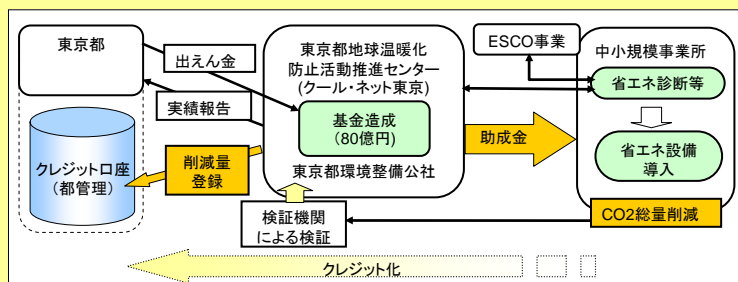 東京都
出えん金
実績報告
クレジット口座
(都管理)
削減量
登録
東京都地球温暖化
防止活動推進センター
(クール・ネット東京)
基金造成
(80億円)
東京都環境整備公社
検証機関
による検証
助成金
ESCO事業
中小規模事業所
省エネ診断等
省エネ設備
導入
CO2総量削減
クレジット化